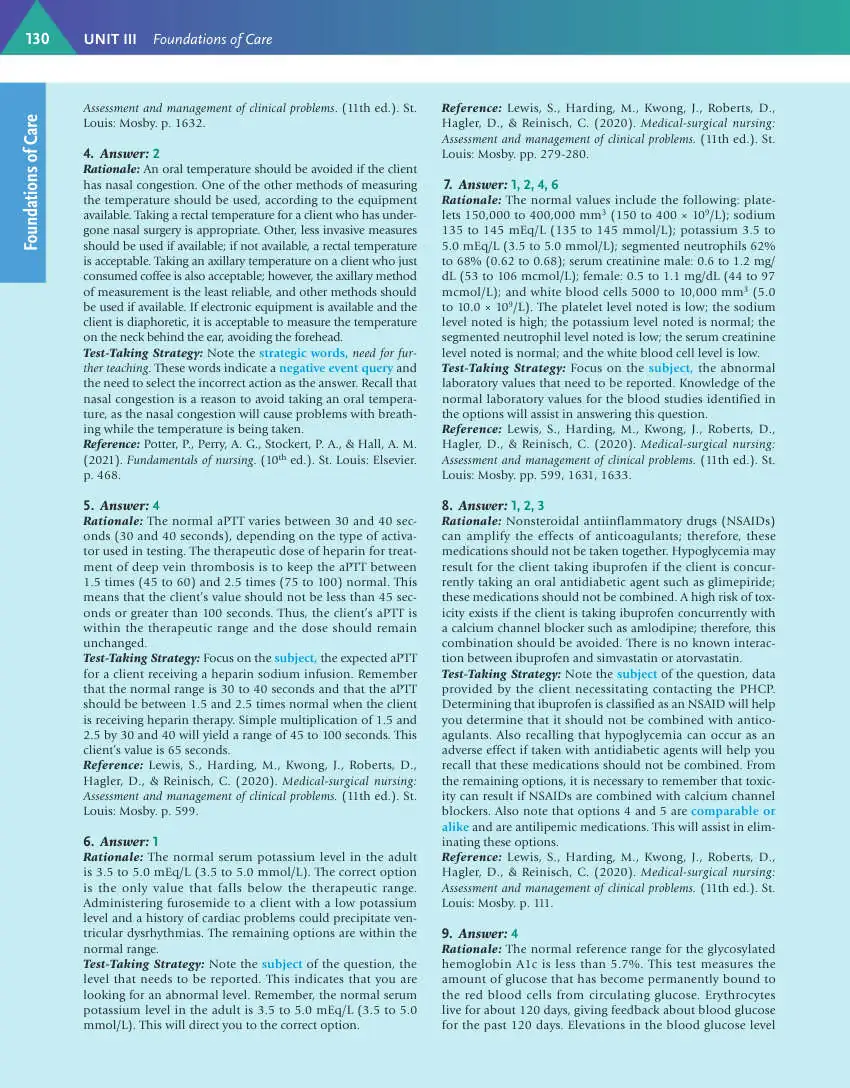 130
UNIT III Foundations of Care
Foundations of Care
Assessment and management of clinical problems. (11th ed.). St.
Louis: Mosby. p. 1632.
4. Answer: 2
Rationale: An oral temperature should be avoided if the client
has nasal congestion. One of the other methods of measuring
the temperature should be used, according to the equipment
available. Taking a rectal temperature for a client who has under-
gone nasal surgery is appropriate. Other, less invasive measures
should be used if available; if not available, a rectal temperature
is acceptable. Taking an axillary temperature on a client who just
consumed coffee is also acceptable; however, the axillary method
of measurement is the least reliable, and other methods should
be used if available. If electronic equipment is available and the
client is diaphoretic, it is acceptable to measure the temperature
on the neck behind the ear, avoiding the forehead.
Test-Taking Strategy: Note the strategic words, need for fur-
ther teaching. These words indicate a negative event query and
the need to select the incorrect action as the answer. Recall that
nasal congestion is a reason to avoid taking an oral tempera-
ture, as the nasal congestion will cause problems with breath-
ing while the temperature is being taken.
Reference: Potter, P., Perry, A. G., Stockert, P. A., & Hall, A. M.
(2021). Fundamentals of nursing. (10th ed.). St. Louis: Elsevier.
p. 468.
5. Answer: 4
Rationale: The normal aPTT varies between 30 and 40 sec-
onds (30 and 40 seconds), depending on the type of activa-
tor used in testing. The therapeutic dose of heparin for treat-
ment of deep vein thrombosis is to keep the aPTT between
1.5 times (45 to 60) and 2.5 times (75 to 100) normal. This
means that the client's value should not be less than 45 sec-
onds or greater than 100 seconds. Thus, the client's aPTT is
within the therapeutic range and the dose should remain
unchanged.
Test-Taking Strategy: Focus on the subject, the expected aPTT
for a client receiving a heparin sodium infusion. Remember
that the normal range is 30 to 40 seconds and that the aPTT
should be between 1.5 and 2.5 times normal when the client
is receiving heparin therapy. Simple multiplication of 1.5 and
2.5 by 30 and 40 will yield a range of 45 to 100 seconds. This
client's value is 65 seconds.
Reference: Lewis, S., Harding, M., Kwong, J., Roberts, D.,
Hagler, D., & Reinisch, C. (2020). Medical-surgical nursing:
Assessment and management of clinical problems. (11th ed.). St.
Louis: Mosby. p. 599.
6. Answer: 1
Rationale: The normal serum potassium level in the adult
is 3.5 to 5.0 mEq/L (3.5 to 5.0 mmol/L). The correct option
is the only value that falls below the therapeutic range.
Administering furosemide to a client with a low potassium
level and a history of cardiac problems could precipitate ven-
tricular dysrhythmias. The remaining options are within the
normal range.
Test-Taking Strategy: Note the subject of the question, the
level that needs to be reported. This indicates that you are
looking for an abnormal level. Remember, the normal serum
potassium level in the adult is 3.5 to 5.0 mEq/L (3.5 to 5.0
mmol/L). This will direct you to the correct option.
Reference: Lewis, S., Harding, M., Kwong, J., Roberts, D.,
Hagler, D., & Reinisch, C. (2020). Medical-surgical nursing:
Assessment and management of clinical problems. (11th ed.). St.
Louis: Mosby. pp. 279-280.
7. Answer: 1, 2, 4, 6
Rationale: The normal values include the following: plate-
lets 150,000 to 400,000 mm³ (150 to 400 × 10⁹/L); sodium
135 to 145 mEq/L (135 to 145 mmol/L); potassium 3.5 to
5.0 mEq/L (3.5 to 5.0 mmol/L); segmented neutrophils 62%
to 68% (0.62 to 0.68); serum creatinine male: 0.6 to 1.2 mg/
dL (53 to 106 mcmol/L); female: 0.5 to 1.1 mg/dL (44 to 97
mcmol/L); and white blood cells 5000 to 10,000 mm³ (5.0
to 10.0 × 10⁹/L). The platelet level noted is low; the sodium
level noted is high; the potassium level noted is normal; the
segmented neutrophil level noted is low; the serum creatinine
level noted is normal; and the white blood cell level is low.
Test-Taking Strategy: Focus on the subject, the abnormal
laboratory values that need to be reported. Knowledge of the
normal laboratory values for the blood studies identified in
the options will assist in answering this question.
Reference: Lewis, S., Harding, M., Kwong, J., Roberts, D.,
Hagler, D., & Reinisch, C. (2020). Medical-surgical nursing:
Assessment and management of clinical problems. (11th ed.). St.
Louis: Mosby. pp. 599, 1631, 1633.
8. Answer: 1, 2, 3
Rationale: Nonsteroidal antiinflammatory drugs (NSAIDs)
can amplify the effects of anticoagulants; therefore, these
medications should not be taken together. Hypoglycemia may
result for the client taking ibuprofen if the client is concur-
rently taking an oral antidiabetic agent such as glimepiride;
these medications should not be combined. A high risk of tox-
icity exists if the client is taking ibuprofen concurrently with
a calcium channel blocker such as amlodipine; therefore, this
combination should be avoided. There is no known interac-
tion between ibuprofen and simvastatin or atorvastatin.
Test-Taking Strategy: Note the subject of the question, data
provided by the client necessitating contacting the PHCP.
Determining that ibuprofen is classified as an NSAID will help
you determine that it should not be combined with antico-
agulants. Also recalling that hypoglycemia can occur as an
adverse effect if taken with antidiabetic agents will help you
recall that these medications should not be combined. From
the remaining options, it is necessary to remember that toxic-
ity can result if NSAIDs are combined with calcium channel
blockers. Also note that options 4 and 5 are comparable or
alike and are antilipemic medications. This will assist in elim-
inating these options.
Reference: Lewis, S., Harding, M., Kwong, J., Roberts, D.,
Hagler, D., & Reinisch, C. (2020). Medical-surgical nursing:
Assessment and management of clinical problems. (11th ed.). St.
Louis: Mosby. p. 111.
9. Answer: 4
Rationale: The normal reference range for the glycosylated
hemoglobin A1c is less than 5.7%. This test measures the
amount of glucose that has become permanently bound to
the red blood cells from circulating glucose. Erythrocytes
live for about 120 days, giving feedback about blood glucose
for the past 120 days. Elevations in the blood glucose level